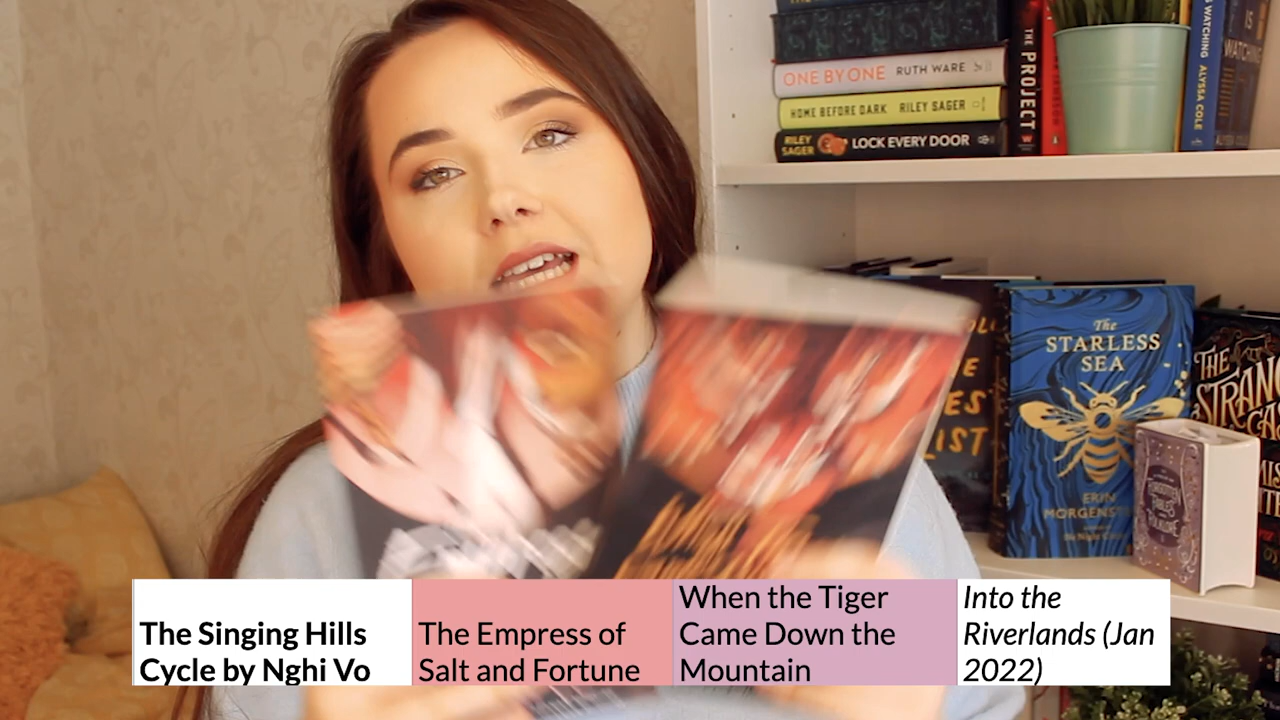 ONE BY ONE RUTH WARE
HOME BEFORE DARK RILEY SAGER
RILEY
SAGER LOCK EVERY DOOR
THE PROJECT
WATCHING ALYSSA COLE
IS
WATCHING
The
STARLESS
SEA
ERIN
THE
The Singing Hills
Cycle by Nghi Vo
The Empress of
Salt and Fortune
When the Tiger
Came Down the
Mountain
Into the
Riverlands (Jan
2022)